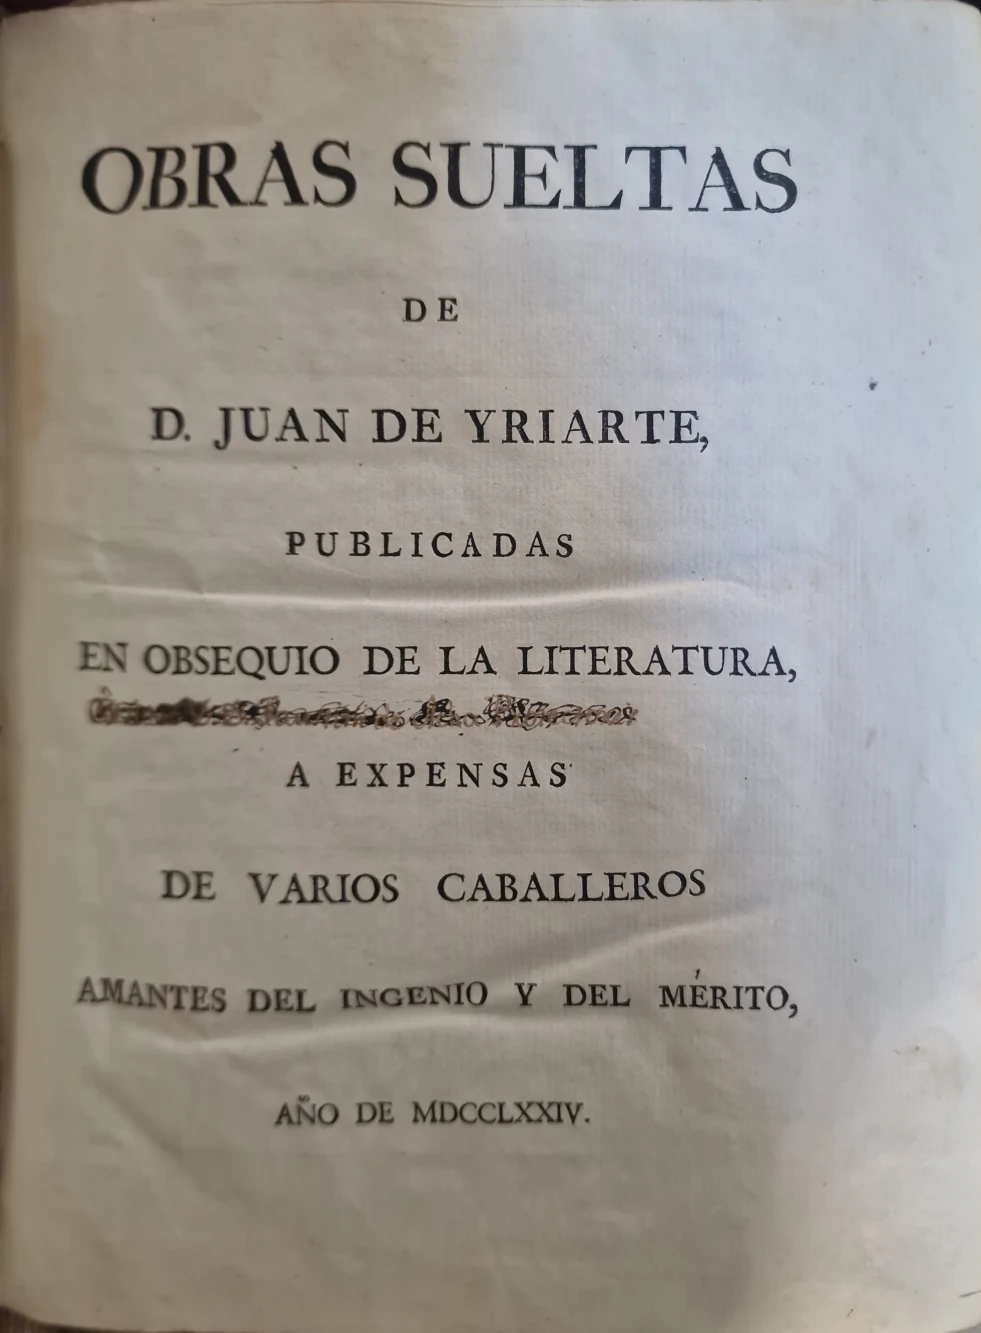 OBRAS SUELTAS
DE
D. JUAN DE YRIARTE,
PUBLICADAS
EN OBSEQUIO DE LA LITERATURA,
A EXPENSAS
DE VARIOS CABALLEROS
AMANTES DEL INGENIO Y DEL MÉRITO,
AÑO DE MDCCLXXIV.